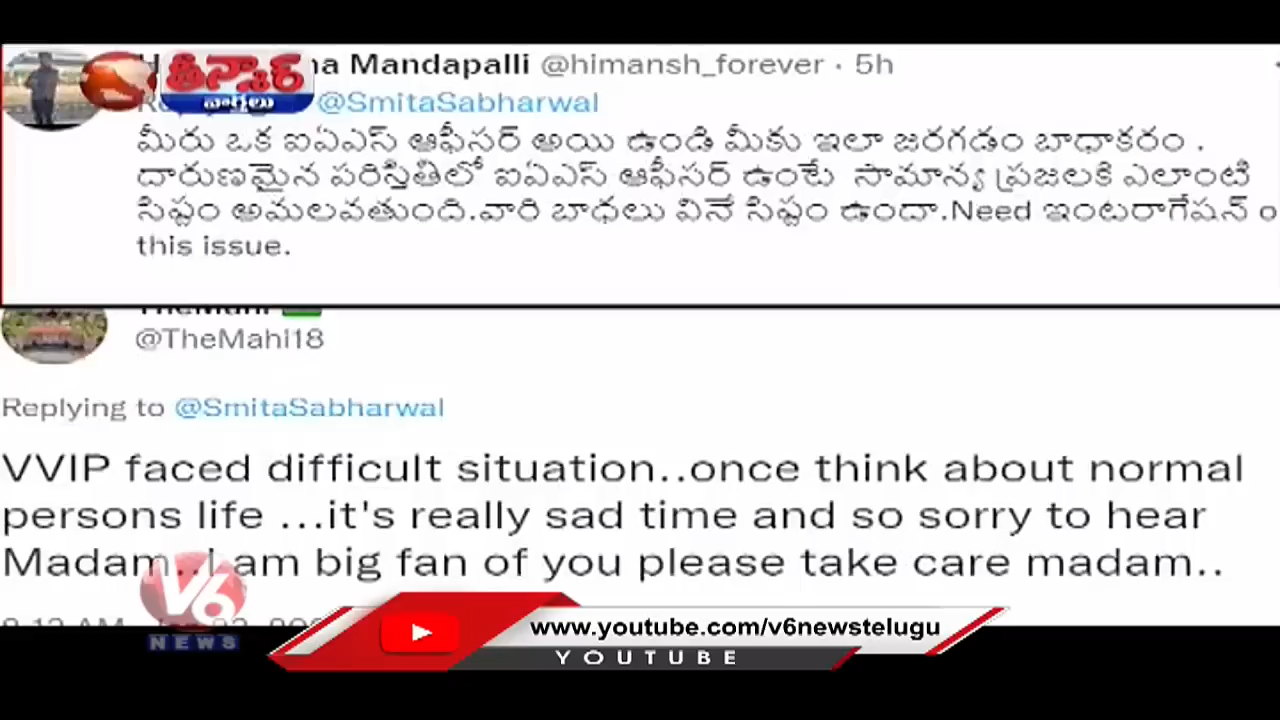 na Mandapalli @himansh_forever · 5h
తీన్మార్
వార్తలు
@SmitaSabharwal
మీరు ఒక ఐఏఎస్ ఆఫీసర్ అయి ఉండి మీకు ఇలా జరగడం బాధాకరం .
దారుణమైన పరిస్తితిలో ఐఏఎస్ ఆఫీసర్ ఉంటే సామాన్య ప్రజలకి ఎలాంటి
సిష్టం అమలవతుంది.వారి బాధలు వినే సిష్టం ఉందా.Need ఇంటరాగేషన్ o
this issue.
TheMahi
@TheMahi18
Replying to @SmitaSabharwal
VVIP faced difficult situation..once think about normal
persons life ...it's really sad time and so sorry to hear
Madam..I am big fan of you please take care madam..
V6
NEWS
www.youtube.com/v6newstelugu
YOUTUBE